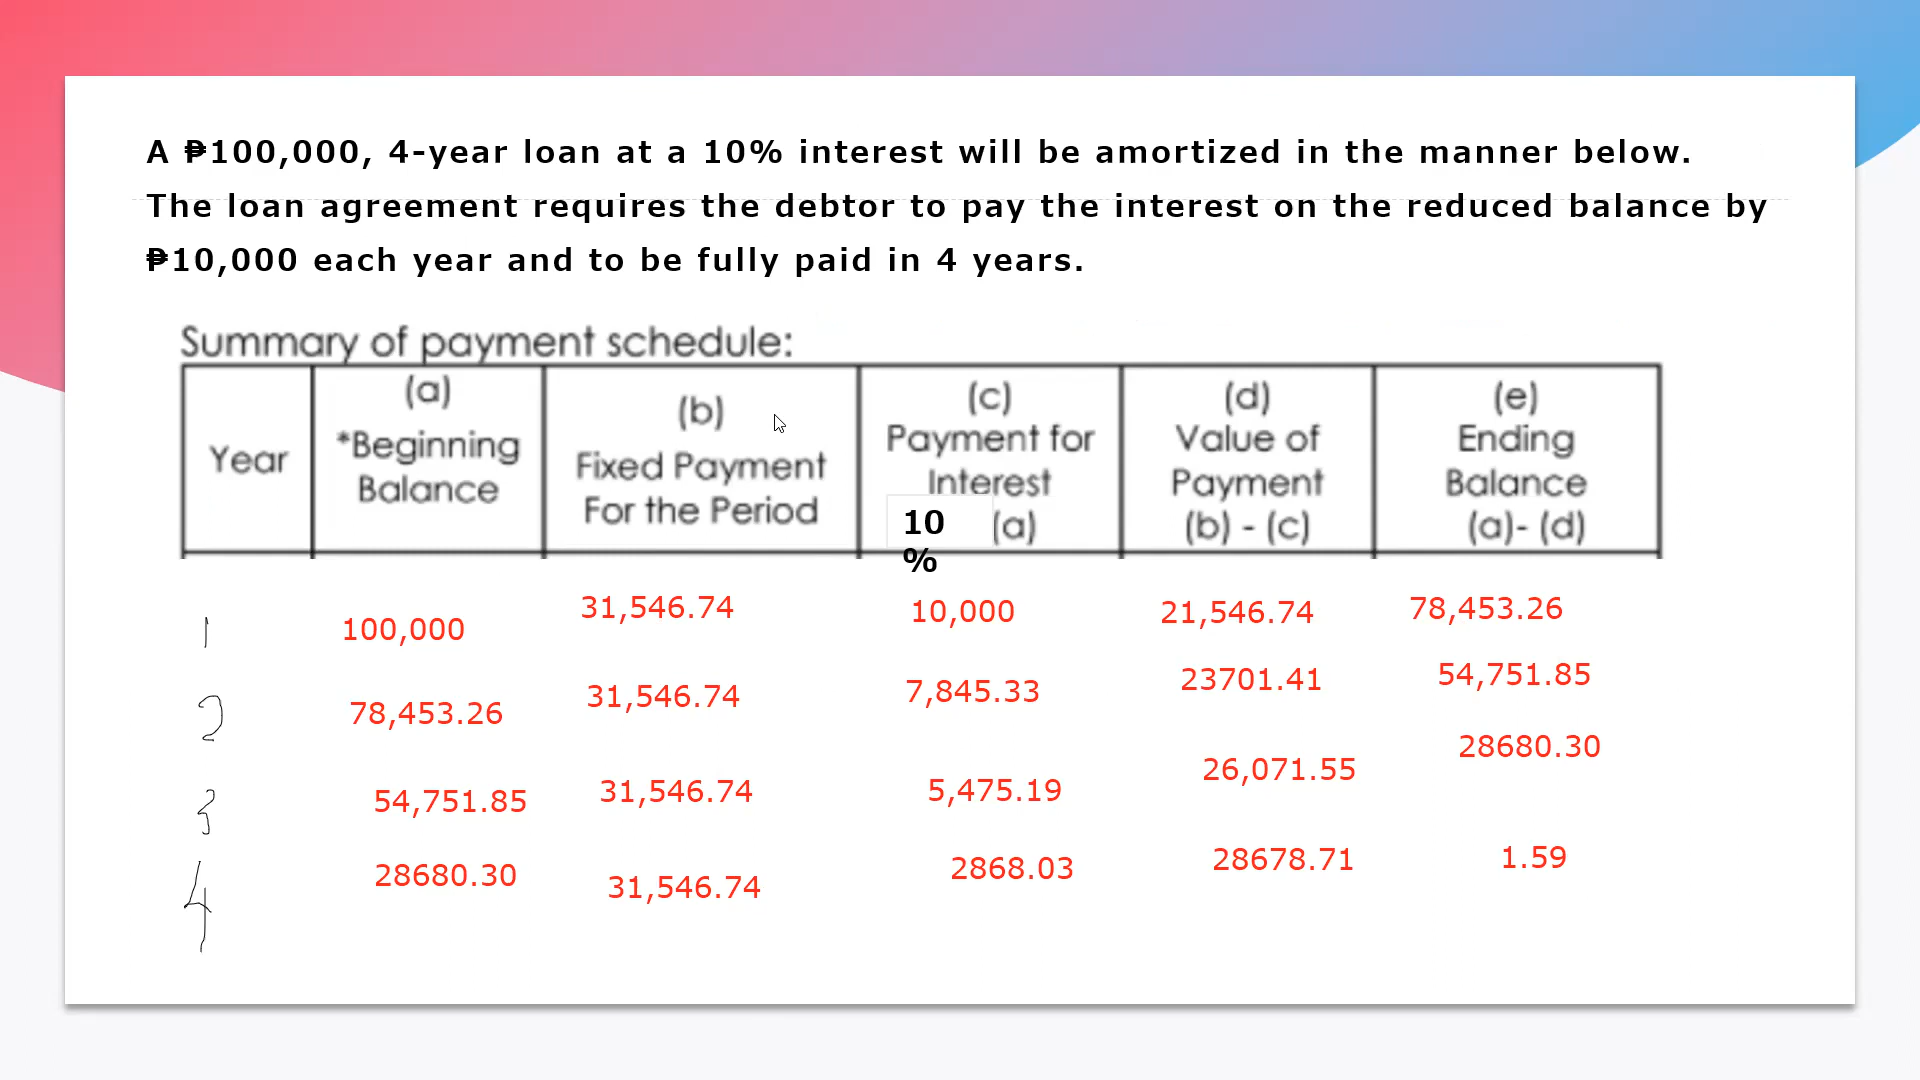 A ₱100,000, 4-year loan at a 10% interest will be amortized in the manner below.
The loan agreement requires the debtor to pay the interest on the reduced balance by
₱10,000 each year and to be fully paid in 4 years.
Summary of payment schedule:
Year (a) *Beginning Balance (b) Fixed Payment For the Period (c) Payment for Interest 10 % (a) (d) Value of Payment (b) - (c) (e) Ending Balance (a)- (d)
1 100,000 31,546.74 10,000 21,546.74 78,453.26
2 78,453.26 31,546.74 7,845.33 23701.41 54,751.85
3 54,751.85 31,546.74 5,475.19 26,071.55 28680.30
4 28680.30 31,546.74 2868.03 28678.71 1.59